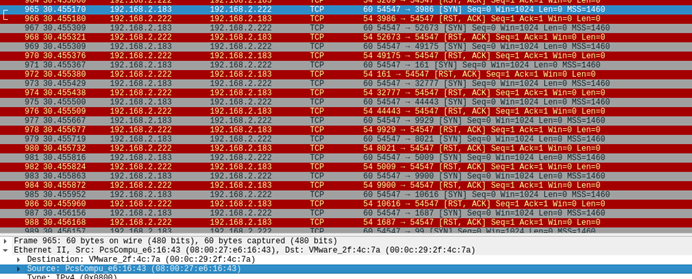 965 30.455170 192.168.2.183 192.168.2.222 TCP 60 54547 → 3986 [SYN] Seq=0 Win=1024 Len=0 MSS=1460
966 30.455180 192.168.2.222 192.168.2.183 TCP 54 3986 → 54547 [RST, ACK] Seq=1 Ack=1 Win=0 Len=0
967 30.455309 192.168.2.183 192.168.2.222 TCP 60 54547 → 52673 [SYN] Seq=0 Win=1024 Len=0 MSS=1460
968 30.455321 192.168.2.222 192.168.2.183 TCP 54 52673 → 54547 [RST, ACK] Seq=1 Ack=1 Win=0 Len=0
969 30.455309 192.168.2.183 192.168.2.222 TCP 60 54547 → 49175 [SYN] Seq=0 Win=1024 Len=0 MSS=1460
970 30.455376 192.168.2.222 192.168.2.183 TCP 54 49175 → 54547 [RST, ACK] Seq=1 Ack=1 Win=0 Len=0
971 30.455367 192.168.2.183 192.168.2.222 TCP 60 54547 → 161 [SYN] Seq=0 Win=1024 Len=0 MSS=1460
972 30.455380 192.168.2.222 192.168.2.183 TCP 54 161 → 54547 [RST, ACK] Seq=1 Ack=1 Win=0 Len=0
973 30.455429 192.168.2.183 192.168.2.222 TCP 60 54547 → 32777 [SYN] Seq=0 Win=1024 Len=0 MSS=1460
974 30.455438 192.168.2.222 192.168.2.183 TCP 54 32777 → 54547 [RST, ACK] Seq=1 Ack=1 Win=0 Len=0
975 30.455500 192.168.2.183 192.168.2.222 TCP 60 54547 → 44443 [SYN] Seq=0 Win=1024 Len=0 MSS=1460
976 30.455509 192.168.2.222 192.168.2.183 TCP 54 44443 → 54547 [RST, ACK] Seq=1 Ack=1 Win=0 Len=0
977 30.455667 192.168.2.183 192.168.2.222 TCP 60 54547 → 9929 [SYN] Seq=0 Win=1024 Len=0 MSS=1460
978 30.455677 192.168.2.222 192.168.2.183 TCP 54 9929 → 54547 [RST, ACK] Seq=1 Ack=1 Win=0 Len=0
979 30.455719 192.168.2.183 192.168.2.222 TCP 60 54547 → 8021 [SYN] Seq=0 Win=1024 Len=0 MSS=1460
980 30.455732 192.168.2.222 192.168.2.183 TCP 54 8021 → 54547 [RST, ACK] Seq=1 Ack=1 Win=0 Len=0
981 30.455816 192.168.2.183 192.168.2.222 TCP 60 54547 → 5009 [SYN] Seq=0 Win=1024 Len=0 MSS=1460
982 30.455824 192.168.2.222 192.168.2.183 TCP 54 5009 → 54547 [RST, ACK] Seq=1 Ack=1 Win=0 Len=0
983 30.455863 192.168.2.183 192.168.2.222 TCP 60 54547 → 9900 [SYN] Seq=0 Win=1024 Len=0 MSS=1460
984 30.455872 192.168.2.222 192.168.2.183 TCP 54 9900 → 54547 [RST, ACK] Seq=1 Ack=1 Win=0 Len=0
985 30.455952 192.168.2.183 192.168.2.222 TCP 60 54547 → 10616 [SYN] Seq=0 Win=1024 Len=0 MSS=1460
986 30.455960 192.168.2.222 192.168.2.183 TCP 54 10616 → 54547 [RST, ACK] Seq=1 Ack=1 Win=0 Len=0
987 30.456156 192.168.2.183 192.168.2.222 TCP 60 54547 → 1687 [SYN] Seq=0 Win=1024 Len=0 MSS=1460
988 30.456168 192.168.2.222 192.168.2.183 TCP 54 1687 → 54547 [RST, ACK] Seq=1 Ack=1 Win=0 Len=0
989 30.456157 192.168.2.183 192.168.2.222 TCP 60 54547 → 99 [SYN] Seq=0 Win=1024 Len=0 MSS=1460
Frame 965: 60 bytes on wire (480 bits), 60 bytes captured (480 bits)
Ethernet II, Src: PcsCompu_e6:16:43 (08:00:27:e6:16:43), Dst: VMware_2f:4c:7a (00:0c:29:2f:4c:7a)
Destination: VMware_2f:4c:7a (00:0c:29:2f:4c:7a)
Source: PcsCompu_e6:16:43 (08:00:27:e6:16:43)
Type: IPv4 (0x0800)